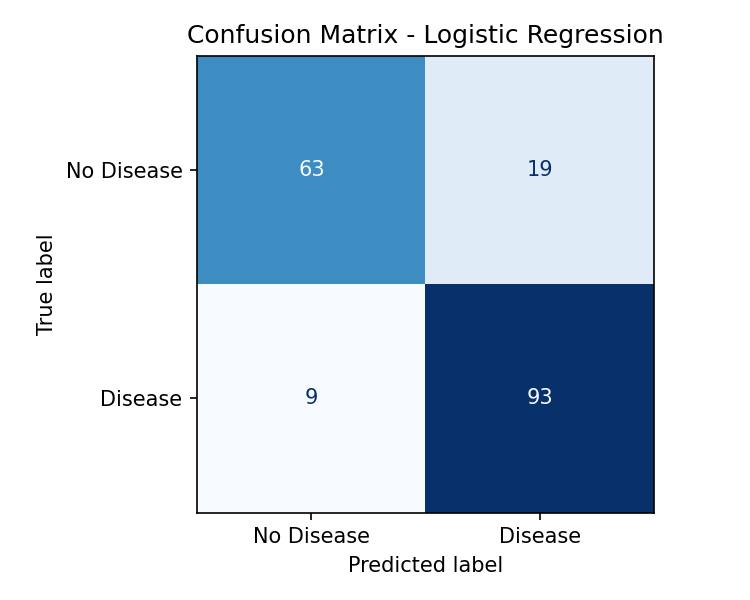 Confusion Matrix - Logistic Regression
No Disease
63
19
True label
Disease
9
93
No Disease
Disease
Predicted label